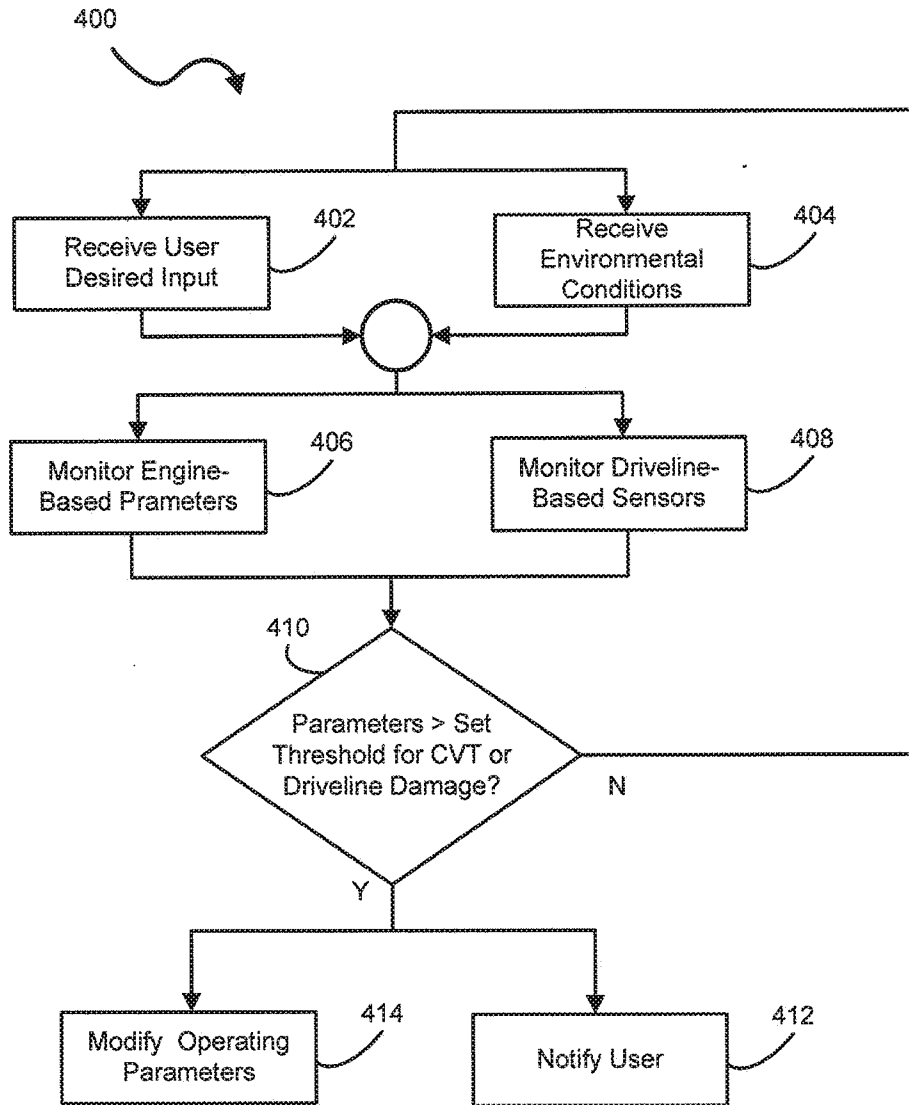 400
Receive User
Desired Input
402
Receive
Environmental
Conditions
404
Monitor Engine-
Based Prameters
406
Monitor Driveline-
Based Sensors
408
410
Parameters > Set
Threshold for CVT or
Driveline Damage?
N
Y
Modify Operating
Parameters
414
Notify User
412